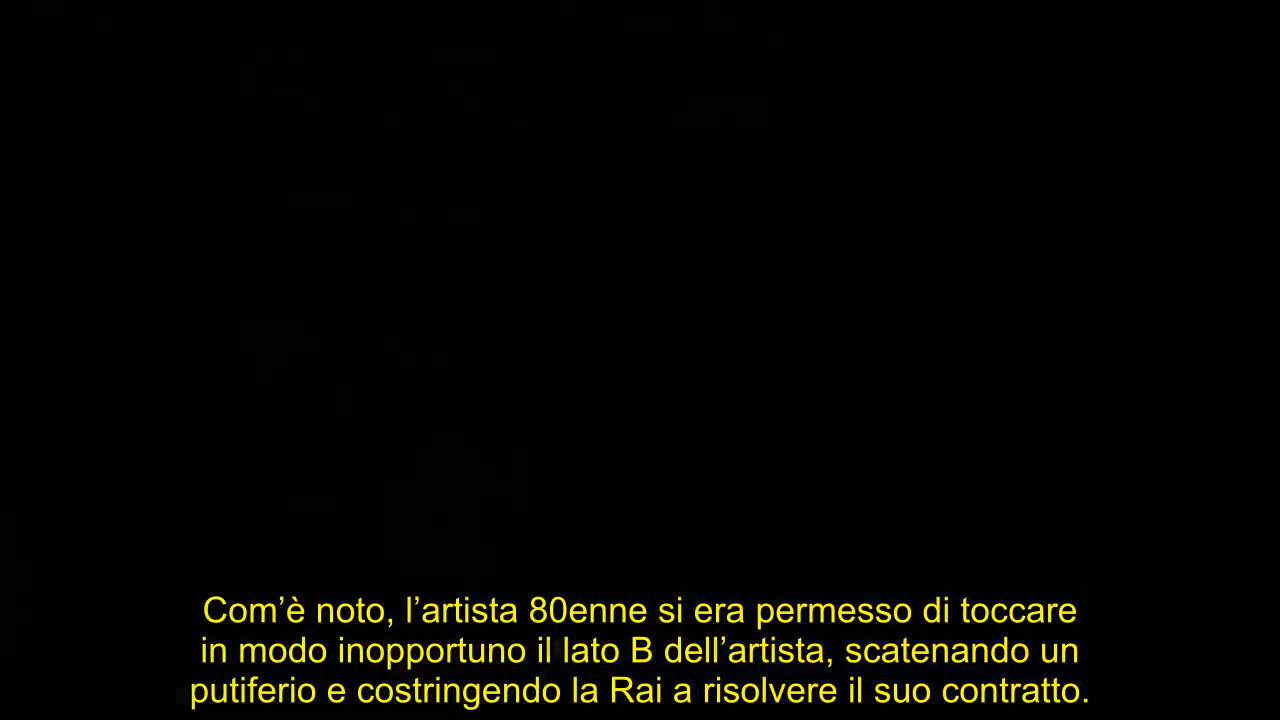 Com’è noto, l’artista 80enne si era permesso di toccare
in modo inopportuno il lato B dell’artista, scatenando un
putiferio e costringendo la Rai a risolvere il suo contratto.